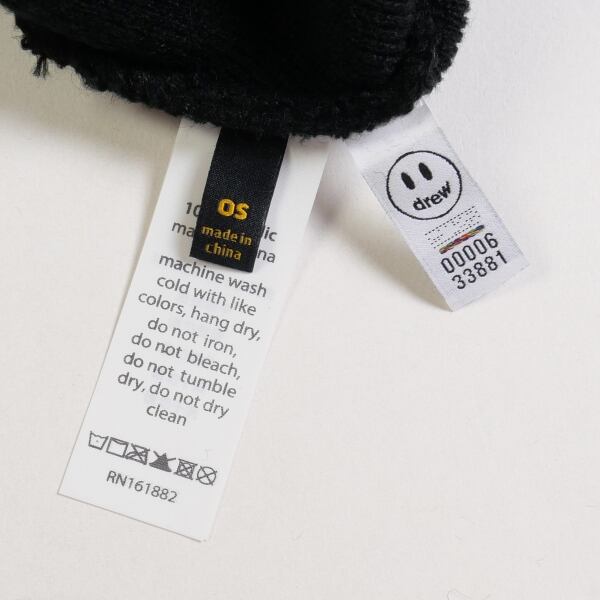 os
made in
china
machine wash
cold with like
colors, hang dry,
do not iron,
do not bleach,
do not tumble
dry, do not dry
clean
RN161882
drew
00006
33881